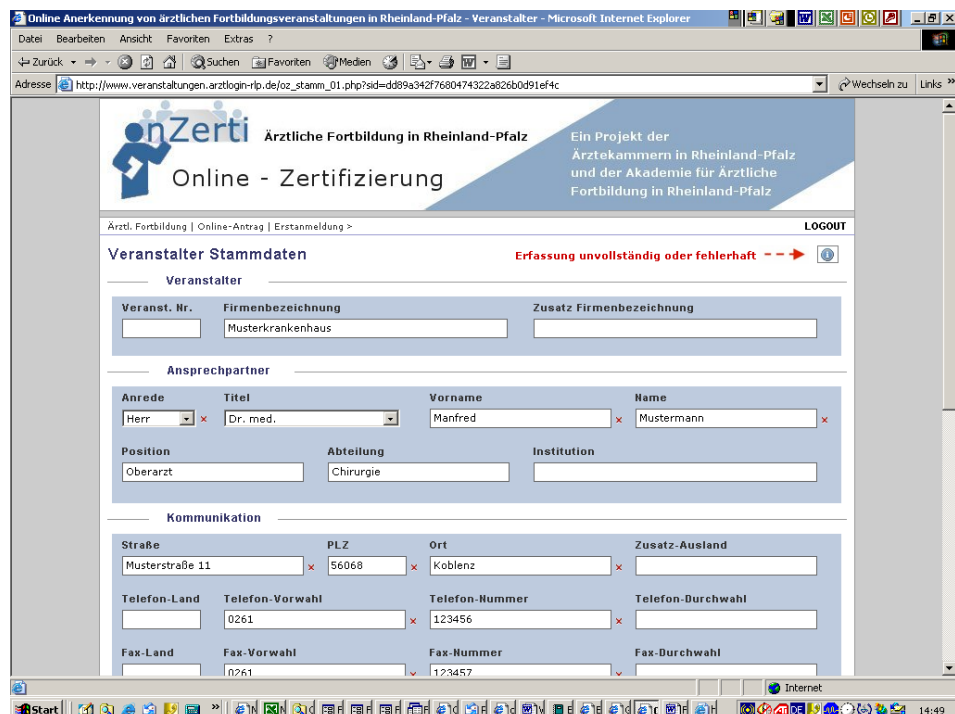 Online Anerkennung von ärztlichen Fortbildungsveranstaltungen in Rheinland-Pfalz - Veranstalter - Microsoft Internet Explorer
Datei Bearbeiten Ansicht Favoriten Extras ?
Zurück Suchen Favoriten Medien
Adresse http://www.veranstaltungen.arztlogin-rlp.de/oz_stamm_01.php?sid=dd89a342f7680474322a826b0d91ef4c Wechseln zu Links »
onZerti Ärztliche Fortbildung in Rheinland-Pfalz
Online - Zertifizierung
Ein Projekt der
Ärztekammern in Rheinland-Pfalz
und der Akademie für Ärztliche
Fortbildung in Rheinland-Pfalz
Ärztl. Fortbildung | Online-Antrag | Erstanmeldung > LOGOUT
Veranstalter Stammdaten Erfassung unvollständig oder fehlerhaft
Veranstalter
Veranst. Nr. Firmenbezeichnung Zusatz Firmenbezeichnung
Musterkrankenhaus
Ansprechpartner
Anrede Titel Vorname Name
Herr × Dr. med. Manfred × Mustermann ×
Position Abteilung Institution
Oberarzt Chirurgie
Kommunikation
Straße PLZ Ort Zusatz-Ausland
Musterstraße 11 × 56068 × Koblenz ×
Telefon-Land Telefon-Vorwahl Telefon-Nummer Telefon-Durchwahl
0261 × 123456 ×
Fax-Land Fax-Vorwahl Fax-Nummer Fax-Durchwahl
0261 × 123457 ×
Internet
Start » DE 14:49